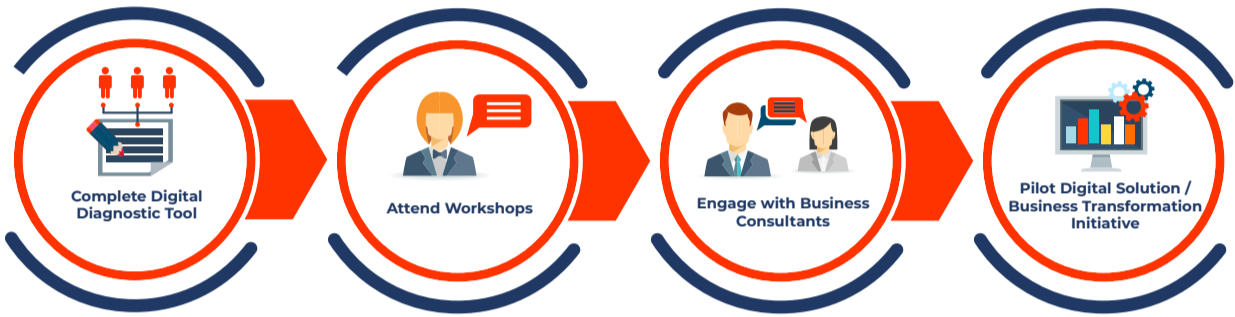 Complete Digital
Diagnostic Tool
Attend Workshops
Engage with Business
Consultants
Pilot Digital Solution /
Business Transformation
Initiative